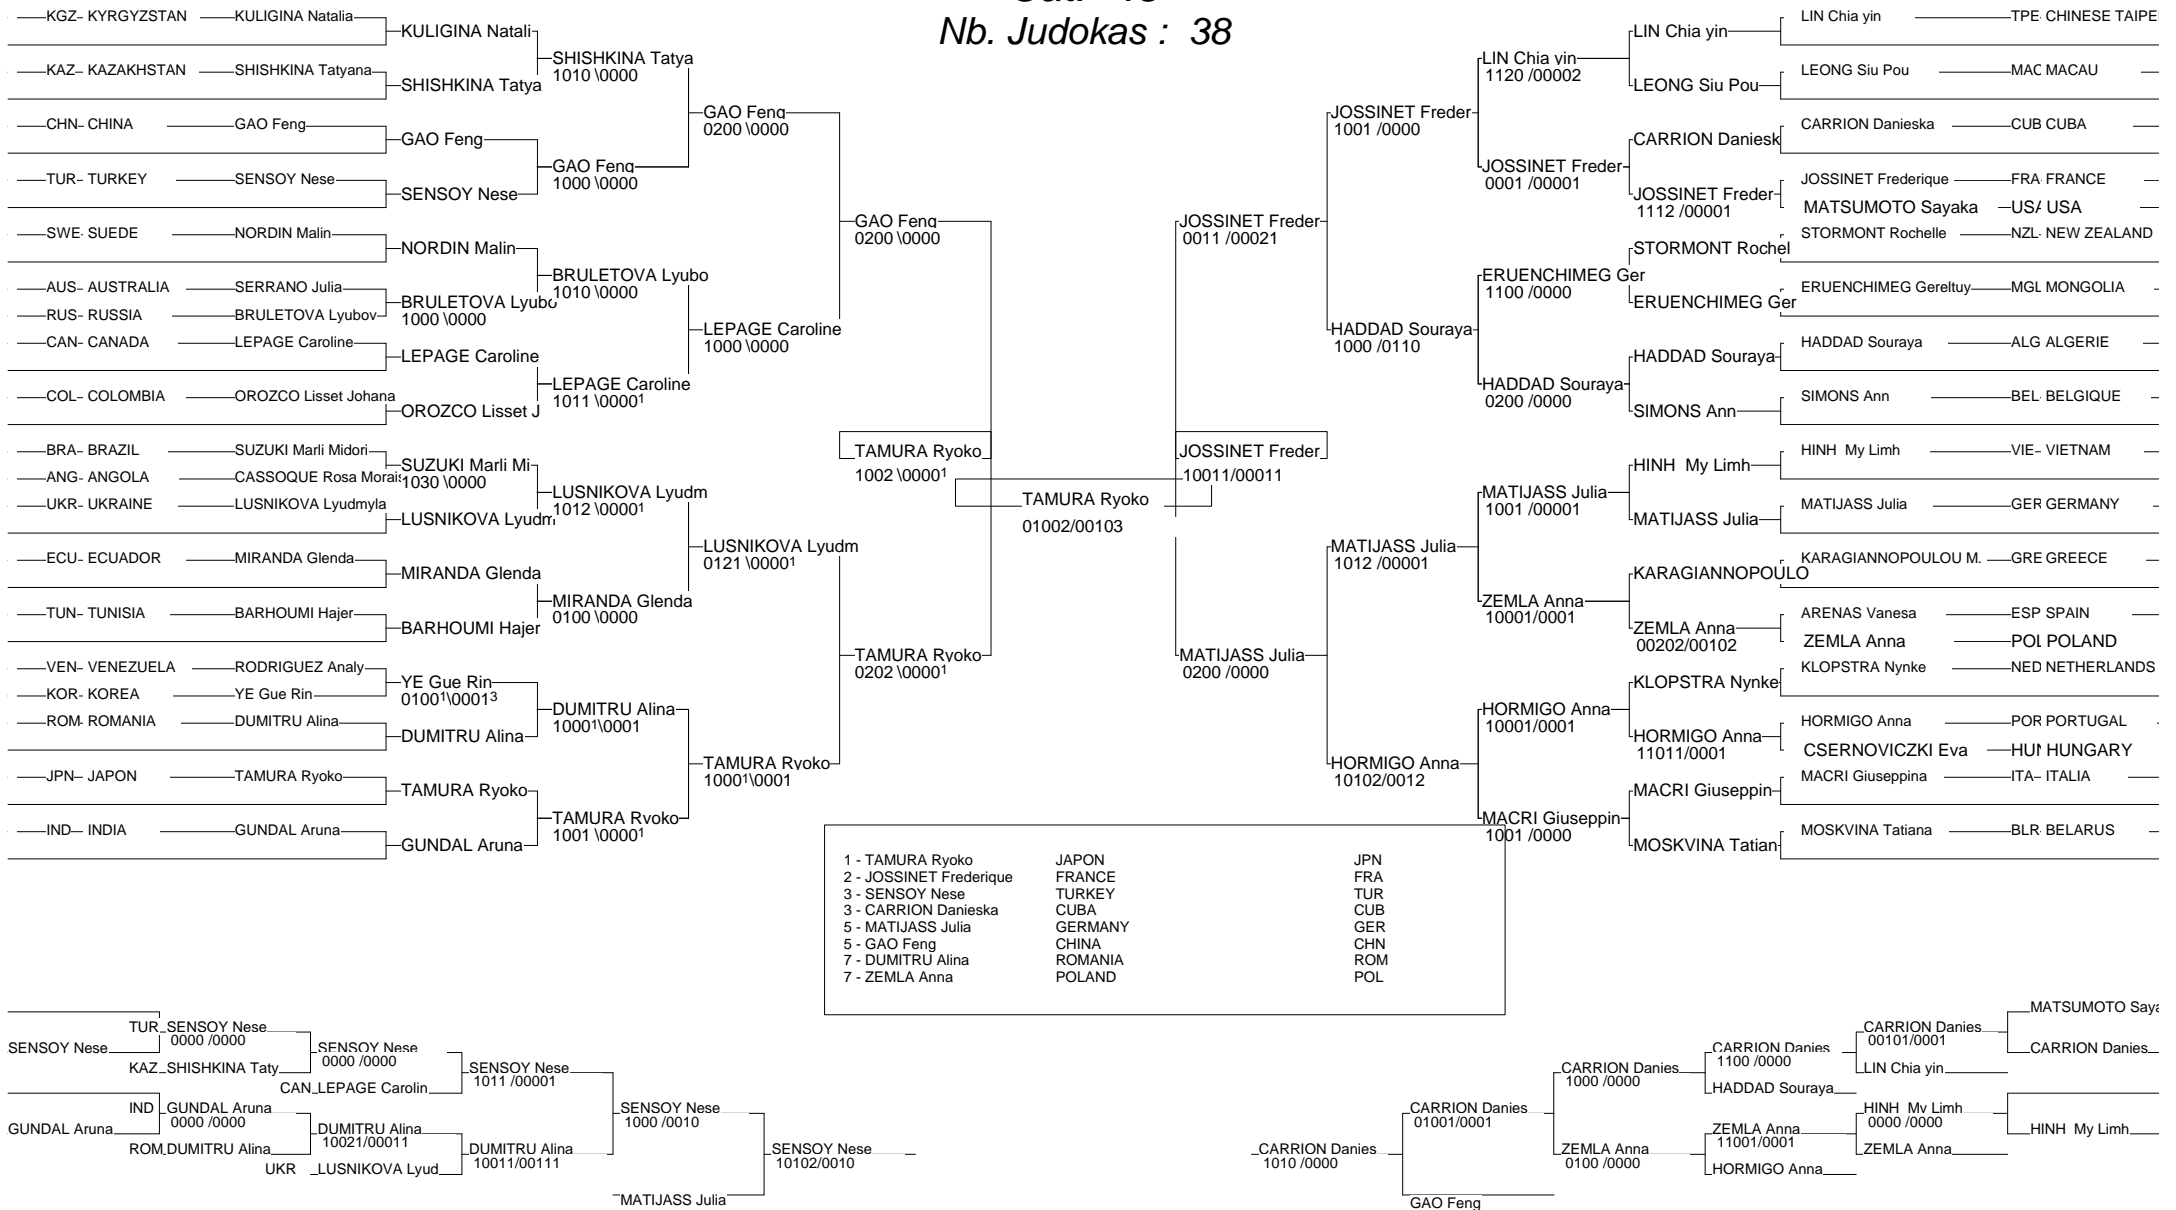 Nb. Judokas : 38
KGZ- KYRGYZSTAN KULIGINA Natalia
KAZ- KAZAKHSTAN SHISHKINA Tatyana
CHN- CHINA GAO Feng
TUR- TURKEY SENSOY Nese
SWE- SUEDE NORDIN Malin
AUS- AUSTRALIA SERRANO Julia
RUS- RUSSIA BRULETOVA Lyubov
CAN- CANADA LEPAGE Caroline
COL- COLOMBIA OROZCO Lisset Johana
BRA- BRAZIL SUZUKI Marli Midori
ANG- ANGOLA CASSOQUE Rosa Morais
UKR- UKRAINE LUSNIKOVA Lyudmyla
ECU- ECUADOR MIRANDA Glenda
TUN- TUNISIA BARHOUMI Hajer
VEN- VENEZUELA RODRIGUEZ Analy
KOR- KOREA YE Gue Rin
ROM- ROMANIA DUMITRU Alina
JPN- JAPON TAMURA Ryoko
IND- INDIA GUNDAL Aruna
KULIGINA Natali
SHISHKINA Tatya
GAO Feng
SENSOY Nese
NORDIN Malin
BRULETOVA Lyubo
1000 \0000
LEPAGE Caroline
OROZCO Lisset J
SUZUKI Marli Mi
1030 \0000
LUSNIKOVA Lyudm
MIRANDA Glenda
BARHOUMI Hajer
YE Gue Rin
01001\00013
DUMITRU Alina
TAMURA Ryoko
GUNDAL Aruna
SHISHKINA Tatya
1010 \0000
GAO Feng
1000 \0000
BRULETOVA Lyubo
1010 \0000
LEPAGE Caroline
1011 \00001
LUSNIKOVA Lyudm
1012 \00001
MIRANDA Glenda
0100 \0000
DUMITRU Alina
10001\0001
TAMURA Ryoko
1001 \00001
GAO Feng
0200 \0000
LEPAGE Caroline
1000 \0000
LUSNIKOVA Lyudm
0121 \00001
TAMURA Ryoko
10001\0001
GAO Feng
0200 \0000
TAMURA Ryoko
0202 \00001
TAMURA Ryoko
1002 \00001
TAMURA Ryoko
01002/00103
JOSSINET Freder
10011/00011
JOSSINET Freder
0011 /00021
MATIJASS Julia
0200 /0000
JOSSINET Freder
1001 /0000
HADDAD Souraya
1000 /0110
MATIJASS Julia
1012 /00001
HORMIGO Anna
10102/0012
LIN Chia yin
1120 /00002
JOSSINET Freder
0001 /00001
ERUENCHIMEG Ger
1100 /0000
HADDAD Souraya
0200 /0000
MATIJASS Julia
1001 /00001
ZEMLA Anna
10001/0001
HORMIGO Anna
10001/0001
MACRI Giuseppin
1001 /0000
LIN Chia yin
LEONG Siu Pou
CARRION Daniesk
JOSSINET Freder
1112 /00001
STORMONT Rochel
ERUENCHIMEG Ger
HADDAD Souraya
SIMONS Ann
HINH My Limh
MATIJASS Julia
KARAGIANNOPOULO
ZEMLA Anna
00202/00102
KLOPSTRA Nynke
HORMIGO Anna
11011/0001
MACRI Giuseppin
MOSKVINA Tatian
LIN Chia yin TPE CHINESE TAIPE
LEONG Siu Pou MAC MACAU
CARRION Danieska CUB CUBA
JOSSINET Frederique FRA FRANCE
MATSUMOTO Sayaka USA USA
STORMONT Rochelle NZL NEW ZEALAND
ERUENCHIMEG Gereltuy MGL MONGOLIA
HADDAD Souraya ALG ALGERIE
SIMONS Ann BEL BELGIQUE
HINH My Limh VIE VIETNAM
MATIJASS Julia GER GERMANY
KARAGIANNOPOULOU M. GRE GREECE
ARENAS Vanesa ESP SPAIN
ZEMLA Anna POL POLAND
KLOPSTRA Nynke NED NETHERLANDS
HORMIGO Anna POR PORTUGAL
CSERNOVICZKI Eva HUN HUNGARY
MACRI Giuseppina ITA ITALIA
MOSKVINA Tatiana BLR BELARUS
1 - TAMURA Ryoko JAPON JPN
2 - JOSSINET Frederique FRANCE FRA
3 - SENSOY Nese TURKEY TUR
3 - CARRION Danieska CUBA CUB
5 - MATIJASS Julia GERMANY GER
5 - GAO Feng CHINA CHN
7 - DUMITRU Alina ROMANIA ROM
7 - ZEMLA Anna POLAND POL
SENSOY Nese
GUNDAL Aruna
TUR SENSOY Nese
0000 /0000
KAZ SHISHKINA Taty
IND GUNDAL Aruna
0000 /0000
ROM DUMITRU Alina
SENSOY Nese
0000 /0000
CAN LEPAGE Carolin
DUMITRU Alina
10021/00011
UKR LUSNIKOVA Lyud
SENSOY Nese
1011 /00001
DUMITRU Alina
10011/00111
SENSOY Nese
1000 /0010
MATIJASS Julia
SENSOY Nese
10102/0010
CARRION Danies
1010 /0000
CARRION Danies
01001/0001
GAO Feng
CARRION Danies
1000 /0000
ZEMLA Anna
0100 /0000
CARRION Danies
1100 /0000
HADDAD Souraya
ZEMLA Anna
11001/0001
HORMIGO Anna
CARRION Danies
00101/0001
LIN Chia yin
HINH My Limh
0000 /0000
ZEMLA Anna
MATSUMOTO Saya
CARRION Danies
HINH My Limh